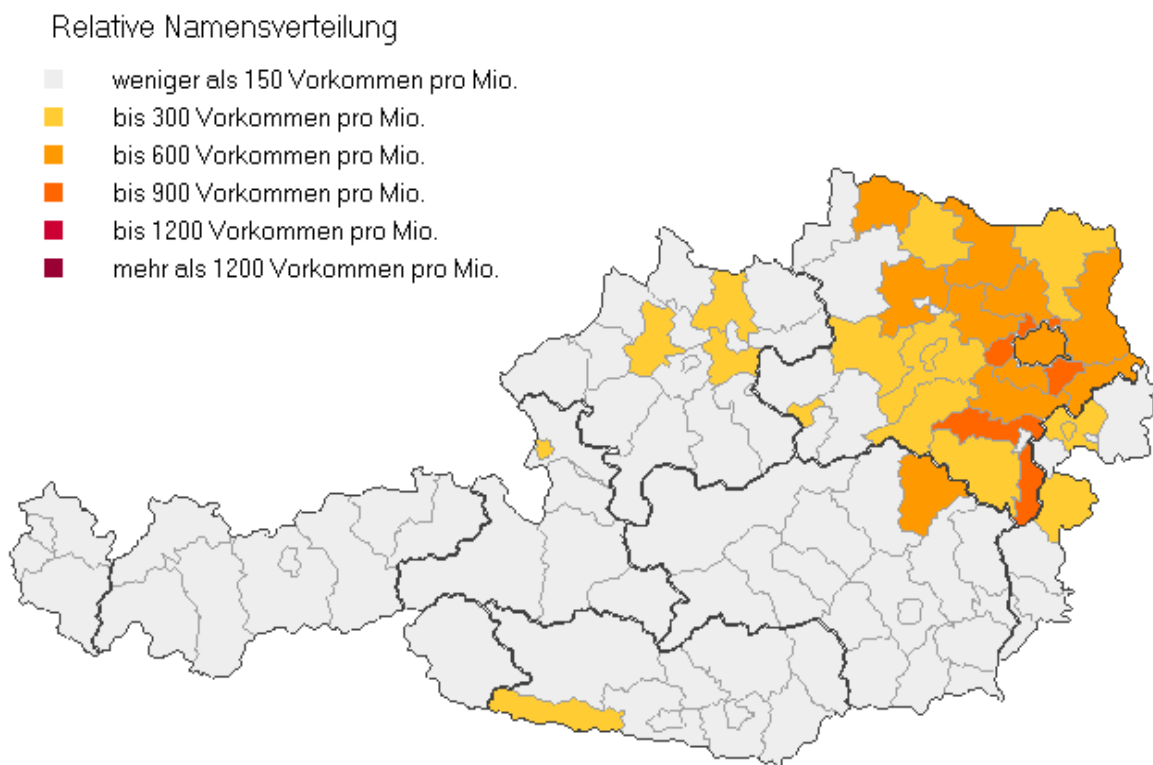 Relative Namensverteilung
weniger als 150 Vorkommen pro Mio.
bis 300 Vorkommen pro Mio.
bis 600 Vorkommen pro Mio.
bis 900 Vorkommen pro Mio.
bis 1200 Vorkommen pro Mio.
mehr als 1200 Vorkommen pro Mio.